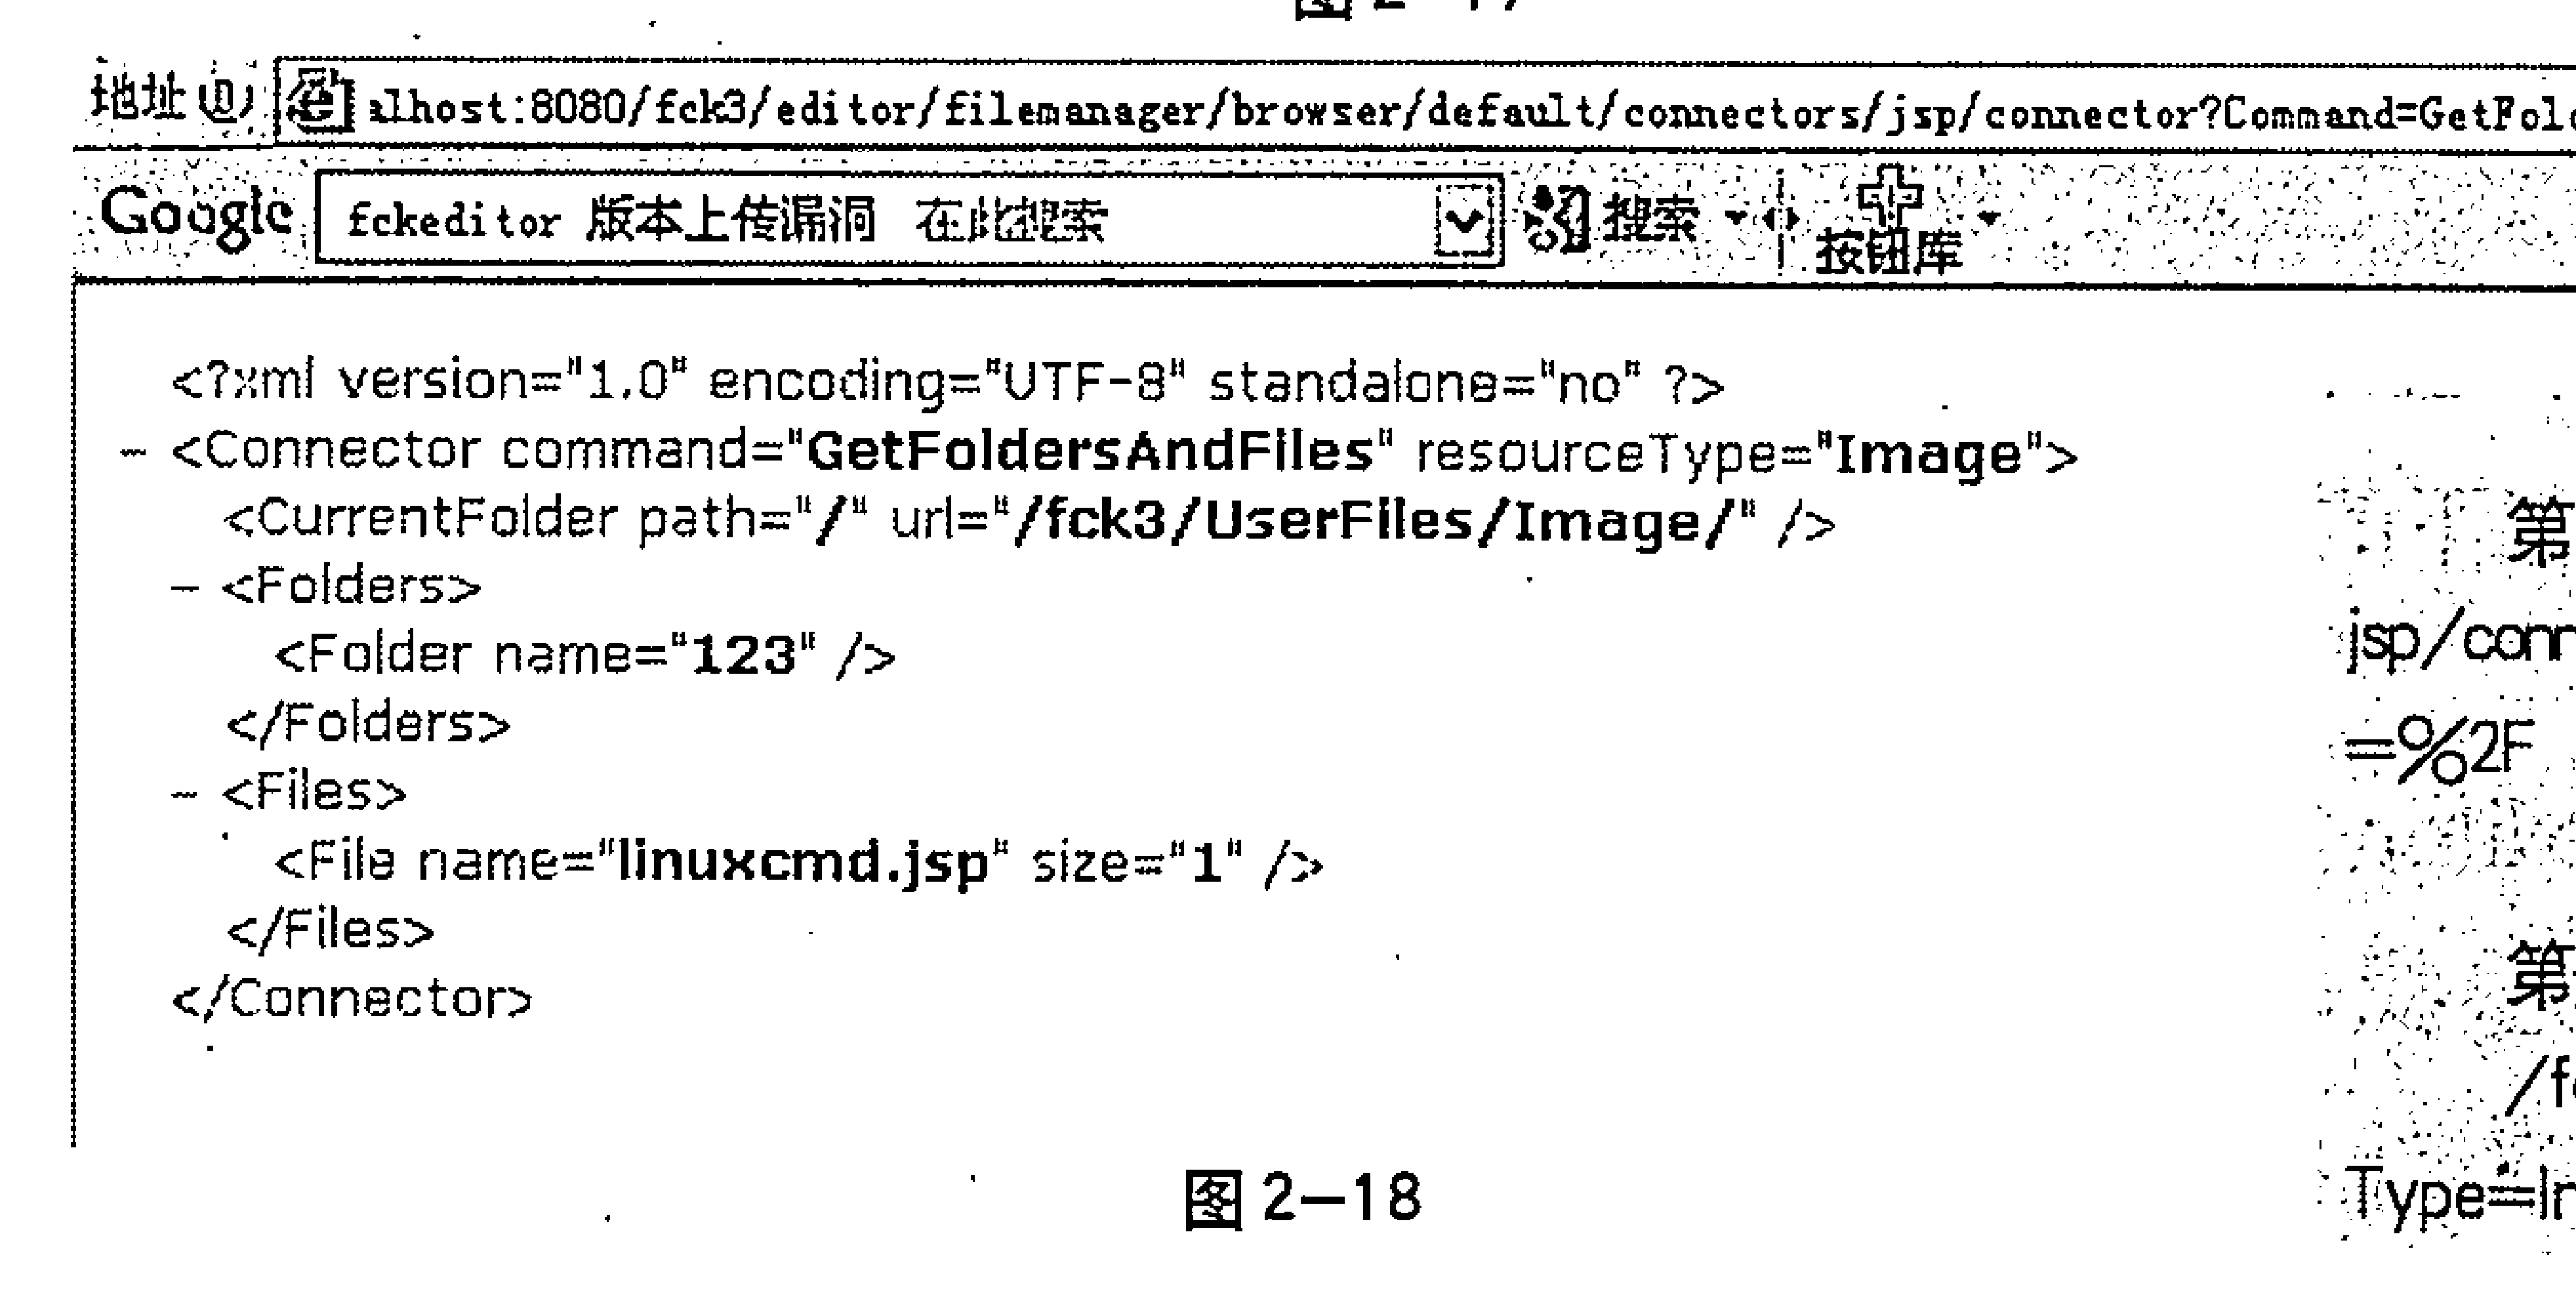 地址(D) alhost:8080/fck3/editor/filemanager/browser/default/connectors/jsp/connector?Command=GetFol
Google fckeditor 版本上传漏洞 在此搜索 搜索
按钮库
<?xml version="1.0" encoding="UTF-8" standalone="no" ?>
- <Connector command="GetFoldersAndFiles" resourceType="Image">
<CurrentFolder path="/" url="/fck3/UserFiles/Image/" />
- <Folders>
<Folder name="123" />
</Folders>
- <Files>
<File name="linuxcmd.jsp" size="1" />
</Files>
</Connector>
图2-18
第
jsp/conn
=%2F
第
/f
Type=I